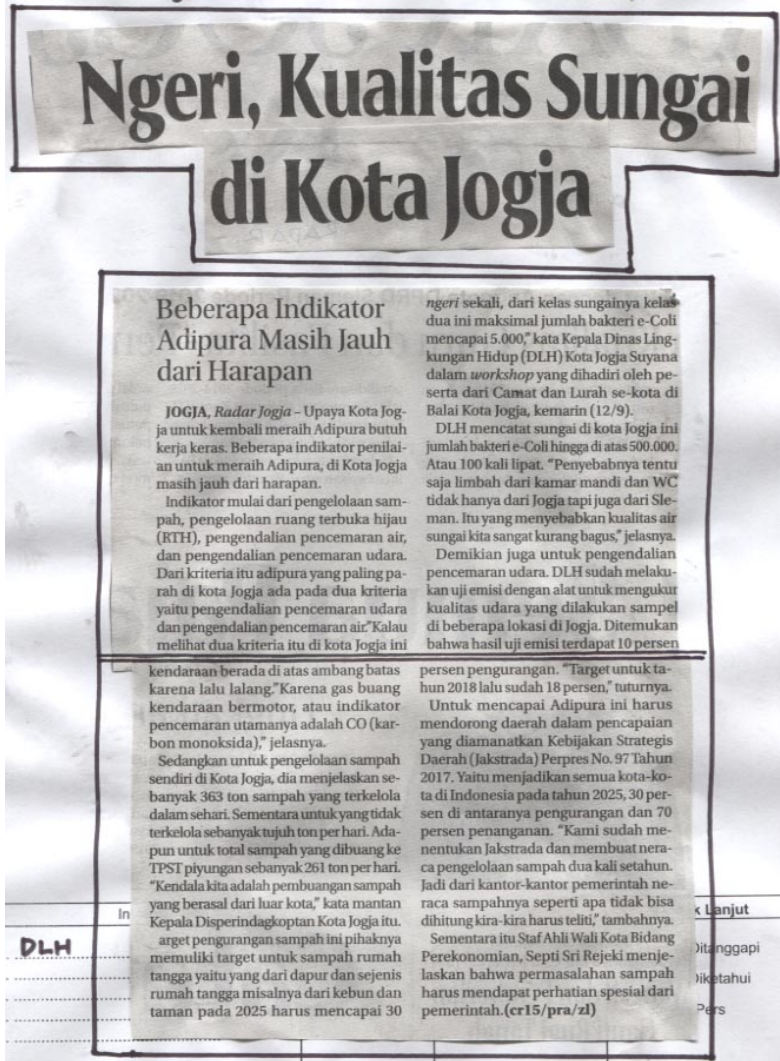 Ngeri, Kualitas Sungai
di Kota Jogja
Beberapa Indikator
Adipura Masih Jauh
dari Harapan
JOGJA, Radar Jogja – Upaya Kota Jog-
ja untuk kembali meraih Adipura butuh
kerja keras. Beberapa indikator penilai-
an untuk meraih Adipura, di Kota Jogja
masih jauh dari harapan.
Indikator mulai dari pengelolaan sam-
pah, pengelolaan ruang terbuka hijau
(RTH), pengendalian pencemaran air,
dan pengendalian pencemaran udara.
Dari kriteria itu adipura yang paling pa-
rah di kota Jogja ada pada dua kriteria
yaitu pengendalian pencemaran udara
dan pengendalian pencemaran air."Kalau
melihat dua kriteria itu di kota Jogja ini
ngeri sekali, dari kelas sungainya kelas
dua ini maksimal jumlah bakteri e-Coli
mencapai 5.000," kata Kepala Dinas Ling-
kungan Hidup (DLH) Kota Jogja Suyana
dalam workshop yang dihadiri oleh pe-
serta dari Camat dan Lurah se-kota di
Balai Kota Jogja, kemarin (12/9).
DLH mencatat sungai di kota Jogja ini
jumlah bakteri e-Coli hingga di atas 500.000.
Atau 100 kali lipat. "Penyebabnya tentu
saja limbah dari kamar mandi dan WC
tidak hanya dari Jogja tapi juga dari Sle-
man. Itu yang menyebabkan kualitas air
sungai kita sangat kurang bagus," jelasnya.
Demikian juga untuk pengendalian
pencemaran udara. DLH sudah melaku-
kan uji emisi dengan alat untuk mengukur
kualitas udara yang dilakukan sampel
di beberapa lokasi di Jogja. Ditemukan
bahwa hasil uji emisi terdapat 10 persen
kendaraan berada di atas ambang batas
karena lalu lalang."Karena gas buang
kendaraan bermotor, atau indikator
pencemaran utamanya adalah CO (kar-
bon monoksida)," jelasnya.
Sedangkan untuk pengelolaan sampah
sendiri di Kota Jogja, dia menjelaskan se-
banyak 363 ton sampah yang terkelola
dalam sehari. Sementara untuk yang tidak
terkelola sebanyak tujuh ton per hari. Ada-
pun untuk total sampah yang dibuang ke
TPST piyungan sebanyak 261 ton per hari.
"Kendala kita adalah pembuangan sampah
yang berasal dari luar kota," kata mantan
Kepala Disperindagkoptan Kota Jogja itu.
arget pengurangan sampah ini pihaknya
memuliki target untuk sampah rumah
tangga yaitu yang dari dapur dan sejenis
rumah tangga misalnya dari kebun dan
taman pada 2025 harus mencapai 30
persen pengurangan. "Target untuk ta-
hun 2018 lalu sudah 18 persen," tuturnya.
Untuk mencapai Adipura ini harus
mendorong daerah dalam pencapaian
yang diamanatkan Kebijakan Strategis
Daerah (Jakstrada) Perpres No. 97 Tahun
2017. Yaitu menjadikan semua kota-ko-
ta di Indonesia pada tahun 2025, 30 per-
sen di antaranya pengurangan dan 70
persen penanganan. "Kami sudah me-
nentukan Jakstrada dan membuat nera-
ca pengelolaan sampah dua kali setahun.
Jadi dari kantor-kantor pemerintah ne-
raca sampahnya seperti apa tidak bisa
dihitung kira-kira harus teliti," tambahnya.
Sementara itu Staf Ahli Wali Kota Bidang
Perekonomian, Septi Sri Rejeki menje-
laskan bahwa permasalahan sampah
harus mendapat perhatian spesial dari
pemerintah.(cr15/pra/zl)
In
k Lanjut
DLH
Ditanggapi
Diketahui
Pers